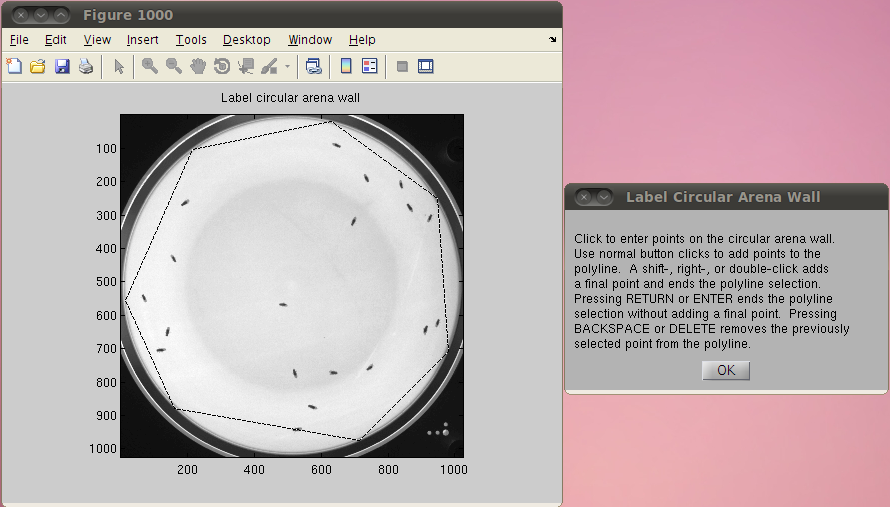 Figure 1000
File Edit View Insert Tools Desktop Window Help
Label circular arena wall
100
200
300
400
500
600
700
800
900
1000
200 400 600 800 1000
Label Circular Arena Wall
Click to enter points on the circular arena wall.
Use normal button clicks to add points to the
polyline. A shift-, right-, or double-click adds
a final point and ends the polyline selection.
Pressing RETURN or ENTER ends the polyline
selection without adding a final point. Pressing
BACKSPACE or DELETE removes the previously
selected point from the polyline.
OK